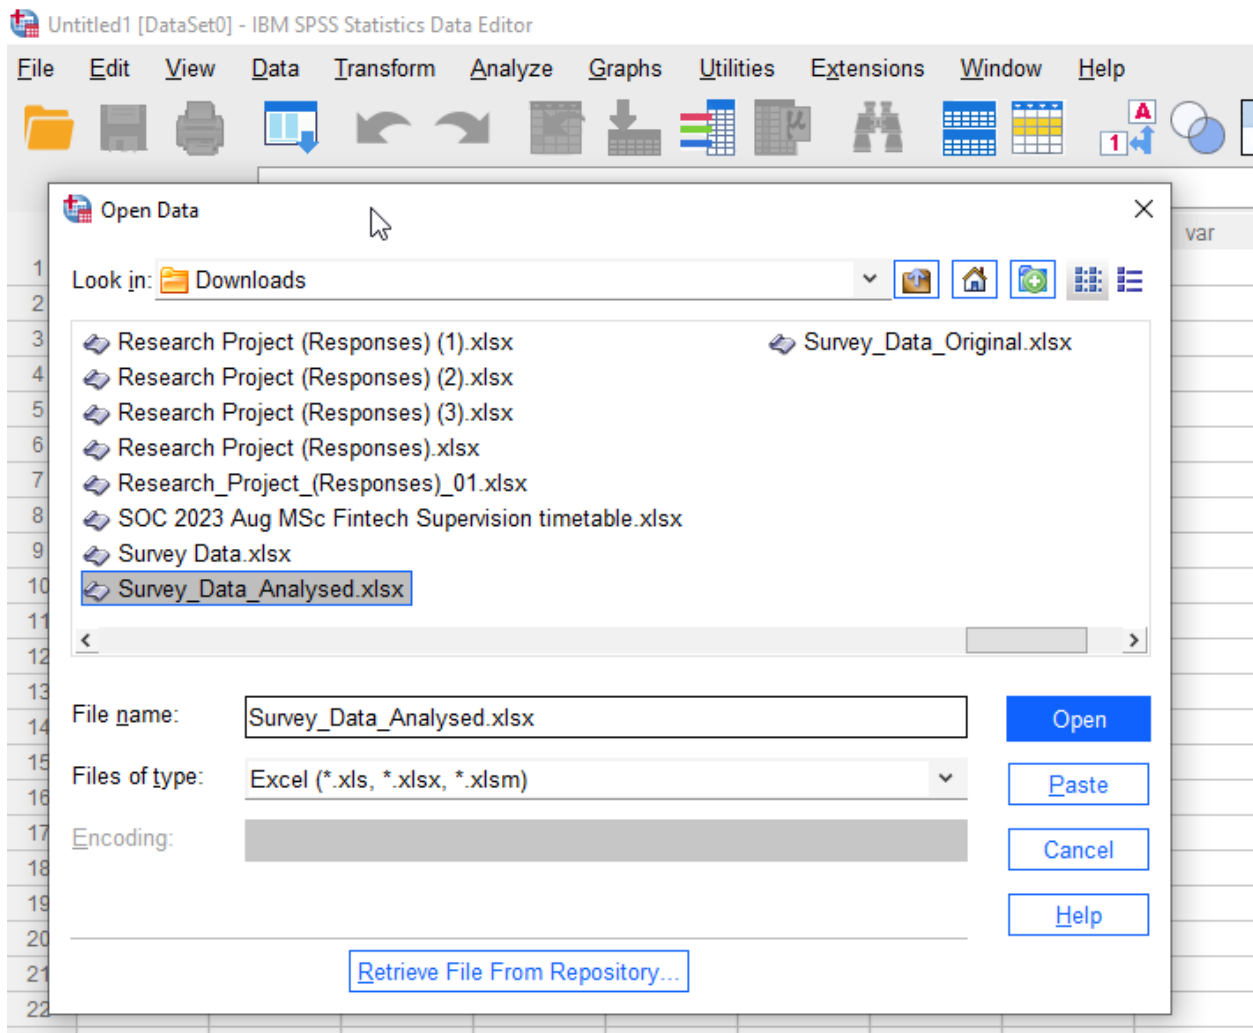 Untitled1 [DataSet0] - IBM SPSS Statistics Data Editor
File Edit View Data Transform Analyze Graphs Utilities Extensions Window Help
A
1
μ
Open Data
var
Look in: Downloads
1
2
3
4
5
6
7
8
9
10
11
12
13
14
15
16
17
18
19
20
21
22
Research Project (Responses) (1).xlsx
Research Project (Responses) (2).xlsx
Research Project (Responses) (3).xlsx
Research Project (Responses).xlsx
Research_Project_(Responses)_01.xlsx
SOC 2023 Aug MSc Fintech Supervision timetable.xlsx
Survey Data.xlsx
Survey_Data_Analysed.xlsx
Survey_Data_Original.xlsx
File name: Survey_Data_Analysed.xlsx
Open
Files of type: Excel (*.xls, *.xlsx, *.xlsm)
Paste
Encoding:
Cancel
Help
Retrieve File From Repository...